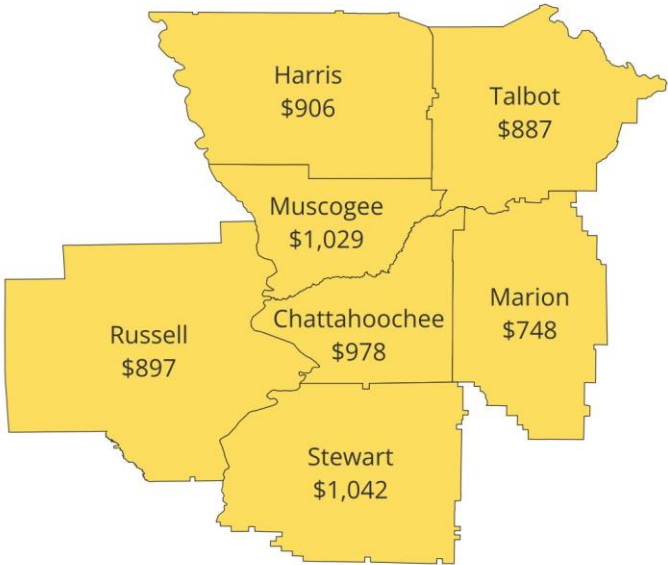 Harris
$906
Talbot
$887
Muscogee
$1,029
Marion
$748
Chattahoochee
$978
Russell
$897
Stewart
$1,042